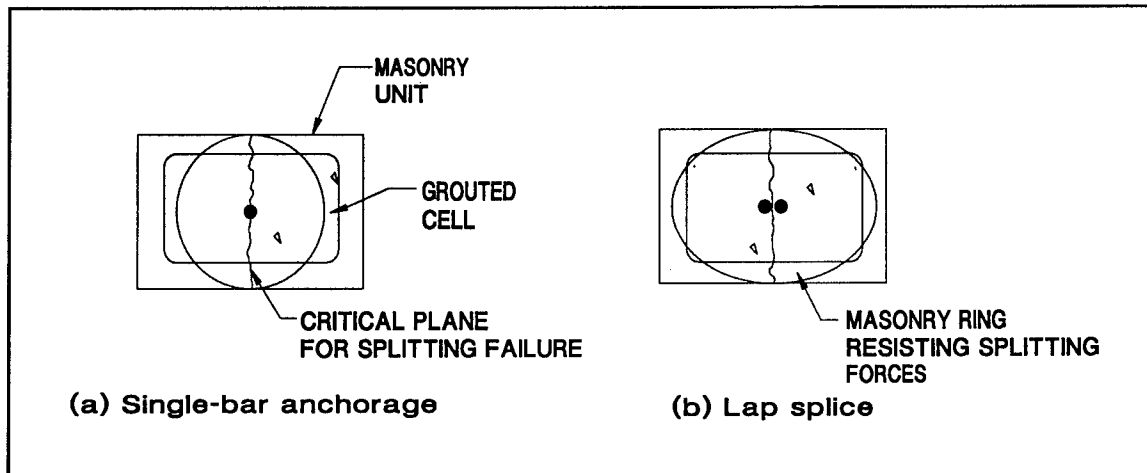 MASONRY
UNIT
GROUTED
CELL
CRITICAL PLANE
FOR SPLITTING FAILURE
(a) Single-bar anchorage
MASONRY RING
RESISTING SPLITTING
FORCES
(b) Lap splice